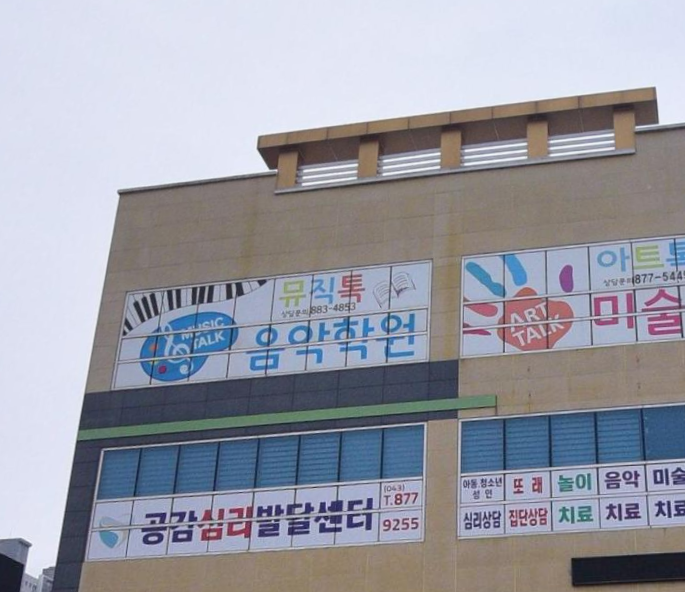 뮤직톡
상담문의 883-4853
MUSIC TALK
음악학원
아트톡
상담문의 877-5445
ART TALK
미술
공감심리발달센터
(043)
T.877
9255
아동.청소년 성인 또래 놀이 음악 미술
심리상담 집단상담 치료 치료 치료